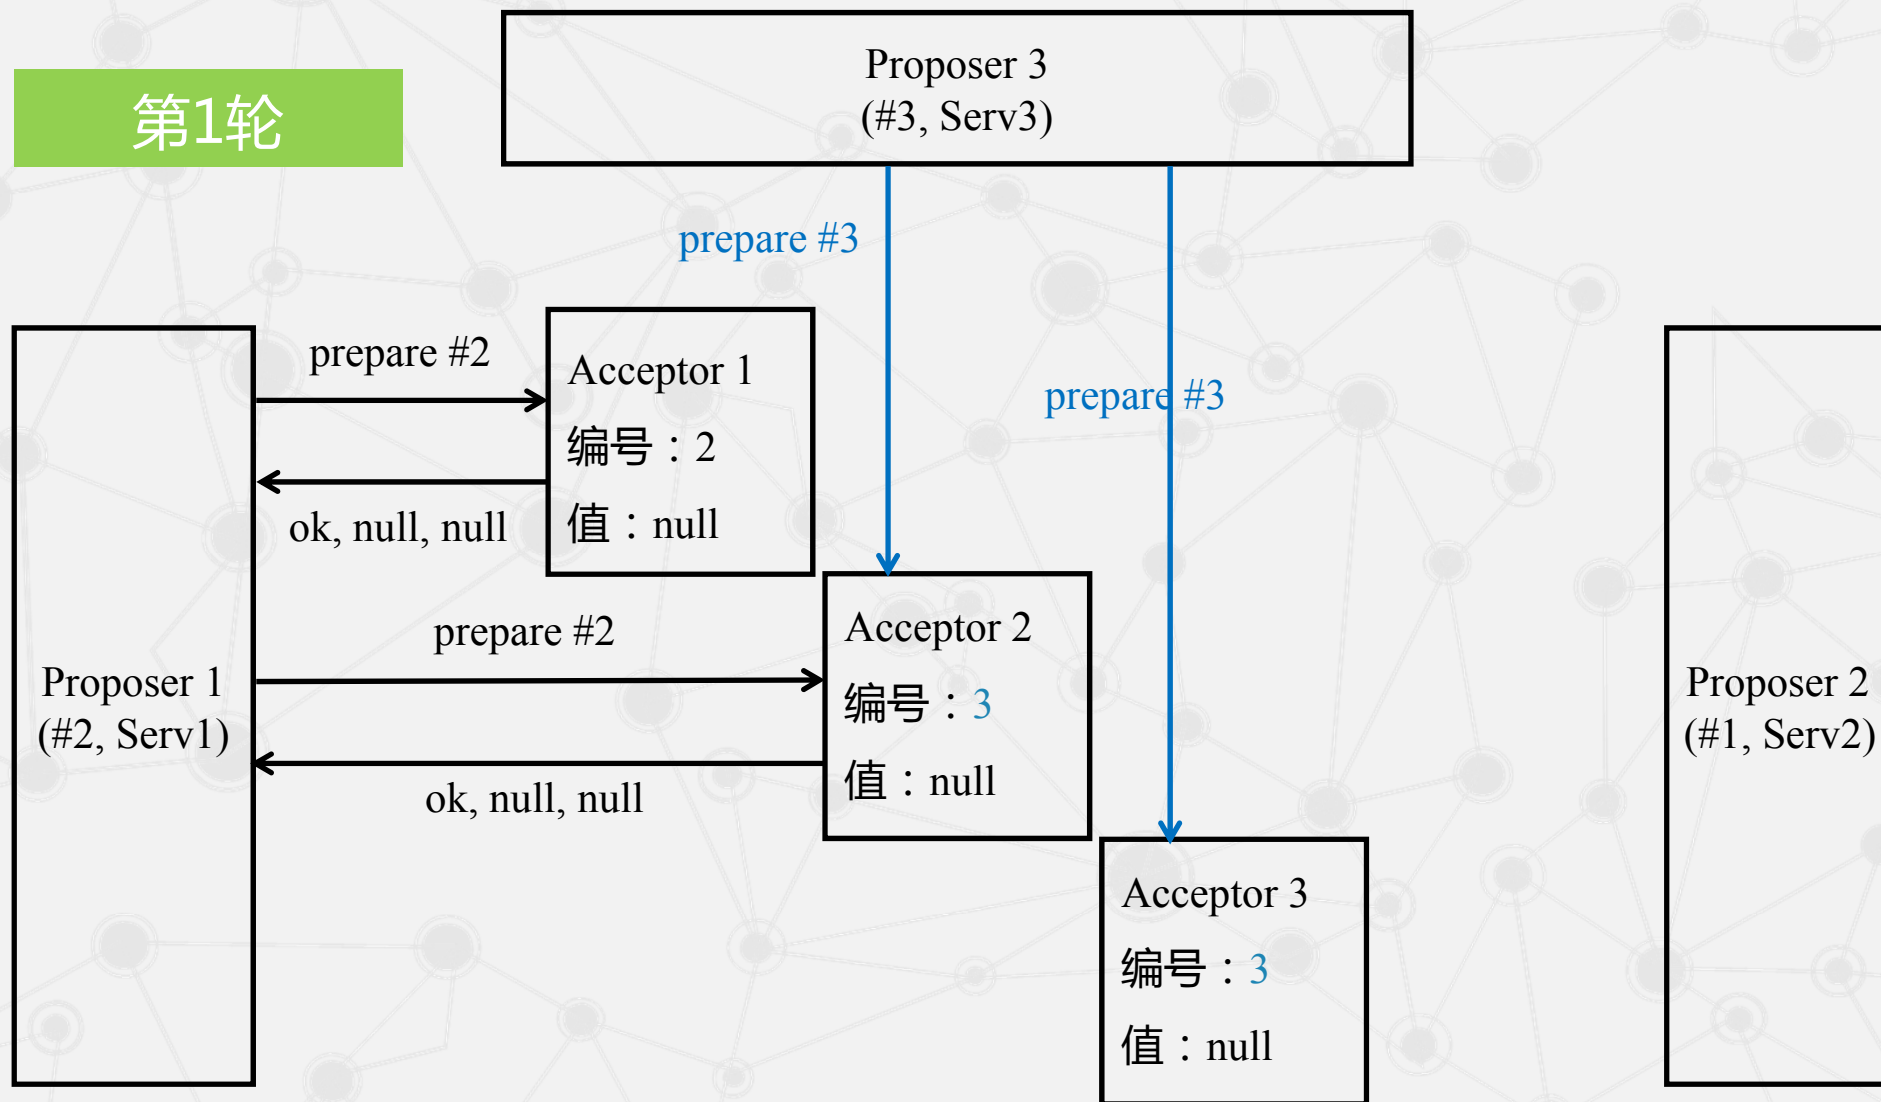 第1轮
Proposer 3
(#3, Serv3)
prepare #3
prepare #3
prepare #2
Acceptor 1
编号：2
值：null
ok, null, null
prepare #2
Acceptor 2
编号：3
值：null
ok, null, null
Proposer 1
(#2, Serv1)
Acceptor 3
编号：3
值：null
Proposer 2
(#1, Serv2)